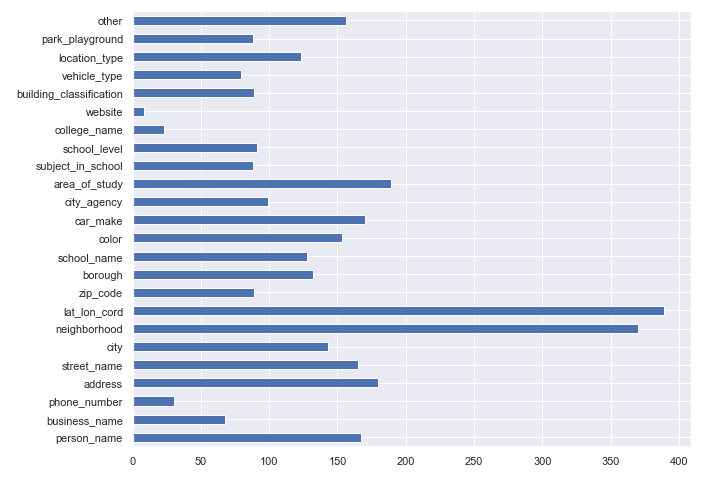 other
park_playground
location_type
vehicle_type
building_classification
website
college_name
school_level
subject_in_school
area_of_study
city_agency
car_make
color
school_name
borough
zip_code
lat_lon_cord
neighborhood
city
street_name
address
phone_number
business_name
person_name
0 50 100 150 200 250 300 350 400